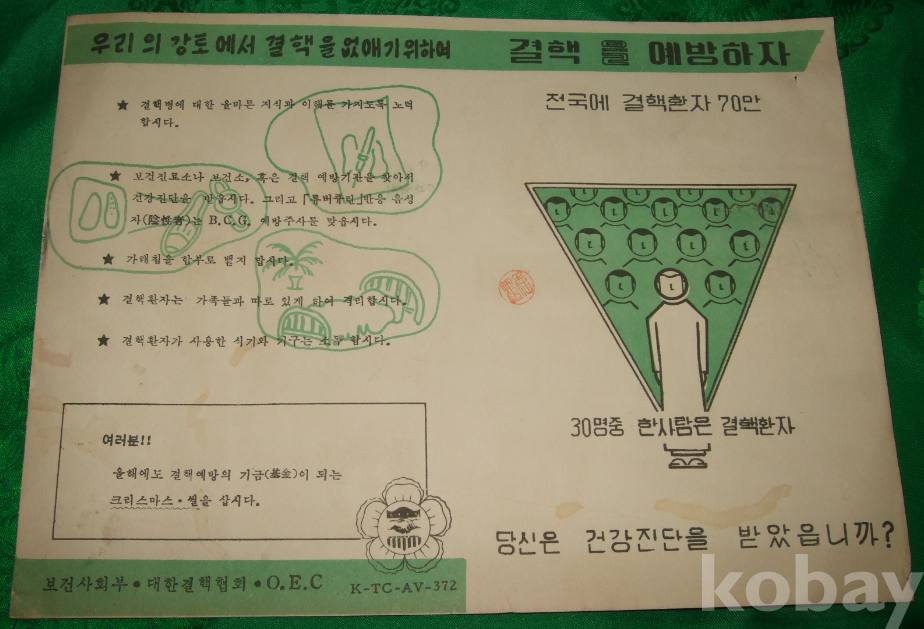 우리의 강토에서 결핵을 없애기위하여
★ 결핵병에 대한 올바른 지식과 이해를 가지도록 노력
합시다.
★ 보건진료소나 보건소, 혹은 결핵 예방기관을 찾아서
건강진단을 받읍시다. 그리고 「튜버큐린」반응 음성
자(陰性者)는 B.C.G. 예방주사를 맞읍시다.
★ 가래침을 함부로 뱉지 맙시다.
★ 결핵환자는 가족들과 따로 있게 하여 격리합시다.
★ 결핵환자가 사용한 식기와 기구는 소독 합시다.
여러분!!
올해에도 결핵예방의 기금(基金)이 되는
크리스마스·씰을 삽시다.
보건사회부 • 대한결핵협회 • O.E.C K-TC-AV-372
결핵을 예방하자
전국에 결핵환자 70만
30명중 한사람은 결핵환자
당신은 건강진단을 받았읍니까?
kobay